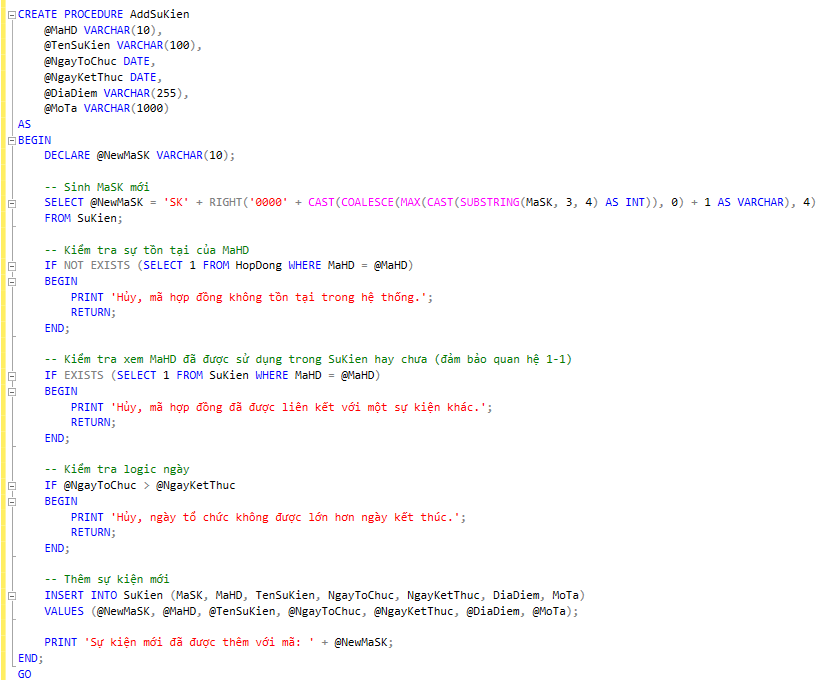 CREATE PROCEDURE AddSuKien
    @MaHD VARCHAR(10),
    @TenSuKien VARCHAR(100),
    @NgayToChuc DATE,
    @NgayKetThuc DATE,
    @DiaDiem VARCHAR(255),
    @MoTa VARCHAR(1000)
AS
BEGIN
    DECLARE @NewMaSK VARCHAR(10);

    -- Sinh MaSK mới
    SELECT @NewMaSK = 'SK' + RIGHT('0000' + CAST(COALESCE(MAX(CAST(SUBSTRING(MaSK, 3, 4) AS INT)), 0) + 1 AS VARCHAR), 4)
    FROM SuKien;

    -- Kiểm tra sự tồn tại của MaHD
    IF NOT EXISTS (SELECT 1 FROM HopDong WHERE MaHD = @MaHD)
    BEGIN
        PRINT 'Hủy, mã hợp đồng không tồn tại trong hệ thống.';
        RETURN;
    END;

    -- Kiểm tra xem MaHD đã được sử dụng trong SuKien hay chưa (đảm bảo quan hệ 1-1)
    IF EXISTS (SELECT 1 FROM SuKien WHERE MaHD = @MaHD)
    BEGIN
        PRINT 'Hủy, mã hợp đồng đã được liên kết với một sự kiện khác.';
        RETURN;
    END;

    -- Kiểm tra logic ngày
    IF @NgayToChuc > @NgayKetThuc
    BEGIN
        PRINT 'Hủy, ngày tổ chức không được lớn hơn ngày kết thúc.';
        RETURN;
    END;

    -- Thêm sự kiện mới
    INSERT INTO SuKien (MaSK, MaHD, TenSuKien, NgayToChuc, NgayKetThuc, DiaDiem, MoTa)
    VALUES (@NewMaSK, @MaHD, @TenSuKien, @NgayToChuc, @NgayKetThuc, @DiaDiem, @MoTa);

    PRINT 'Sự kiện mới đã được thêm với mã: ' + @NewMaSK;
END;
GO